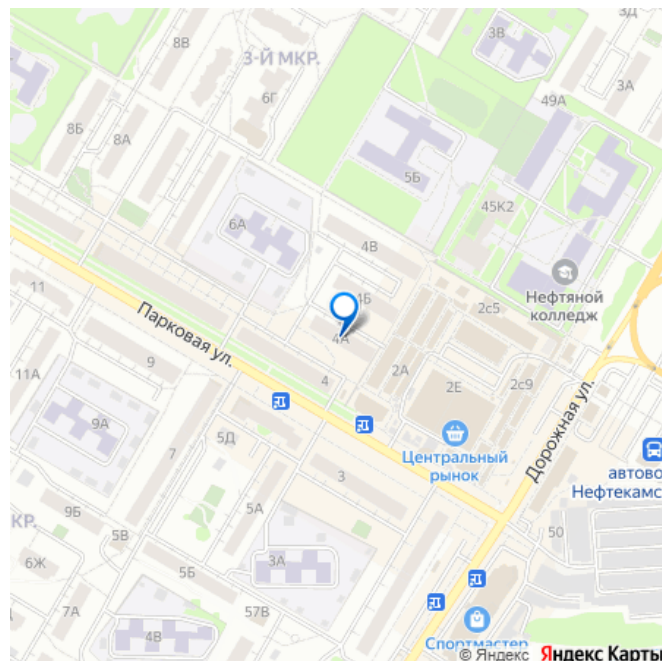 3Д
3В
8В
3-Й МКР.
3А
6Г
49А
8Б
8А
5Б
45К2
6А
4В
Нефтяной
колледж
11
4Б
2с5
Парковая ул.
4А
9
2А
11А
4
2Е
2с9
Дорожная ул.
9А
5Д
Центральный
рынок
7
3
автово
Нефтекамс
КР.
9Б
5А
5В
50
6Ж
3А
5Б
7А
57В
4В
Спортмастер
© Яндекс Яндекс Карты